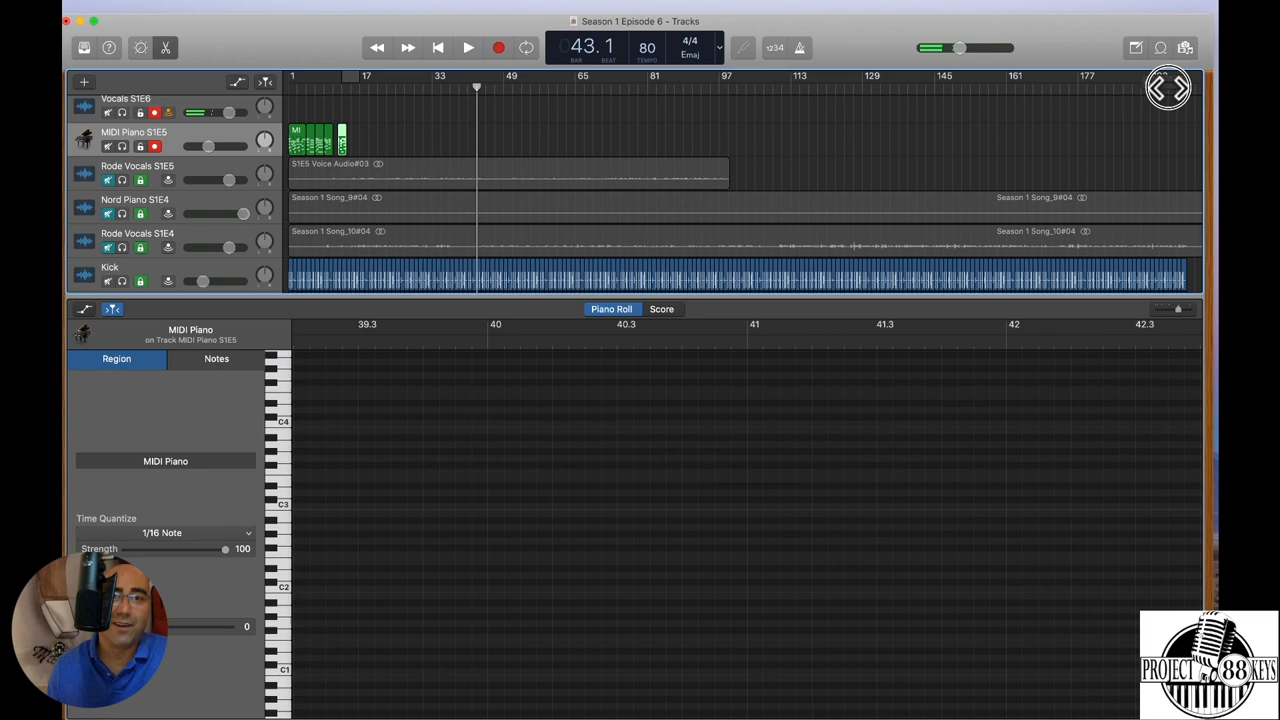 Season 1 Episode 6 - Tracks
43.1
BAR BEAT
80
TEMPO
4/4
Emaj
1234
1 17 33 49 65 81 97 113 129 145 161 177
Vocals S1E6
MIDI Piano S1E5
MI
Rode Vocals S1E5
S1E5 Voice Audio#03
Nord Piano S1E4
Season 1 Song_9#04
Season 1 Song_9#04
Rode Vocals S1E4
Season 1 Song_10#04
Season 1 Song_10#04
Kick
Piano Roll Score
MIDI Piano
on Track MIDI Piano S1E5
39.3 40 40.3 41 41.3 42 42.3
Region Notes
C4
MIDI Piano
C3
Time Quantize
1/16 Note
Strength 100
C2
0
C1
PROJECT 88 KEYS